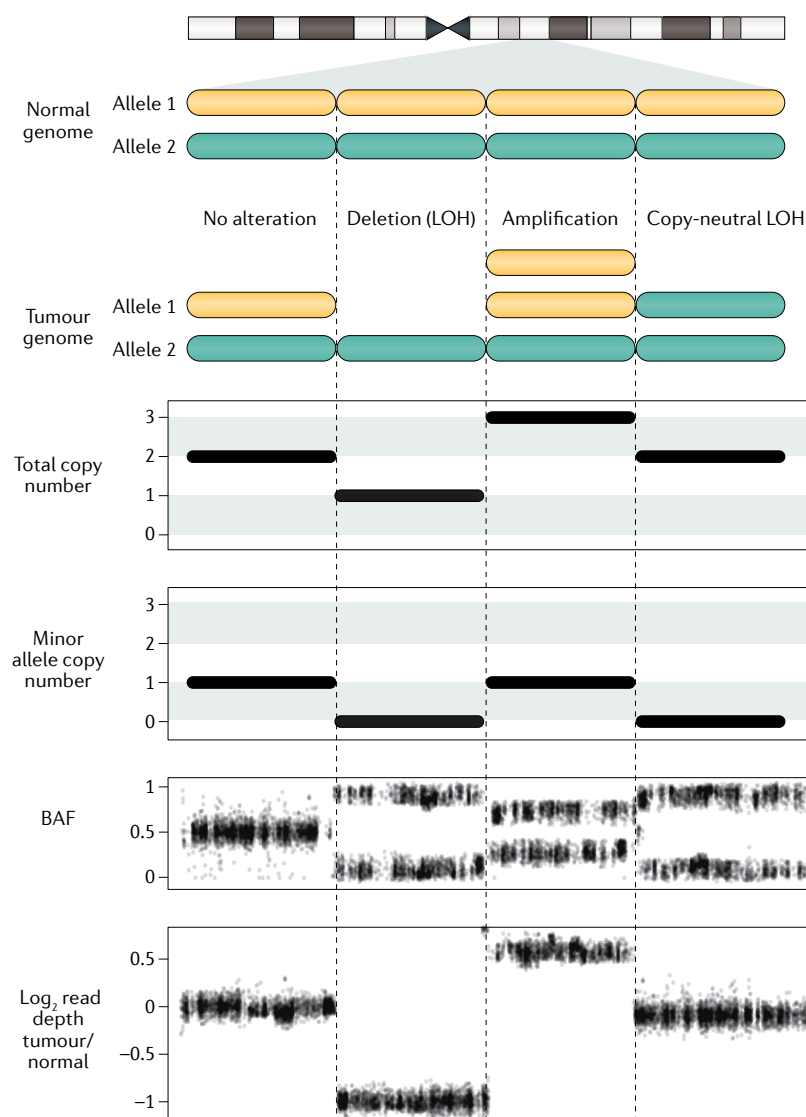 Normal
genome
Allele 1
Allele 2
No alteration
Deletion (LOH)
Amplification
Copy-neutral LOH
Tumour
genome
Allele 1
Allele 2
Total copy
number
3
2
1
0
Minor
allele copy
number
3
2
1
0
BAF
1
0.5
0
Log₂ read
depth
tumour/
normal
0.5
0
−0.5
−1